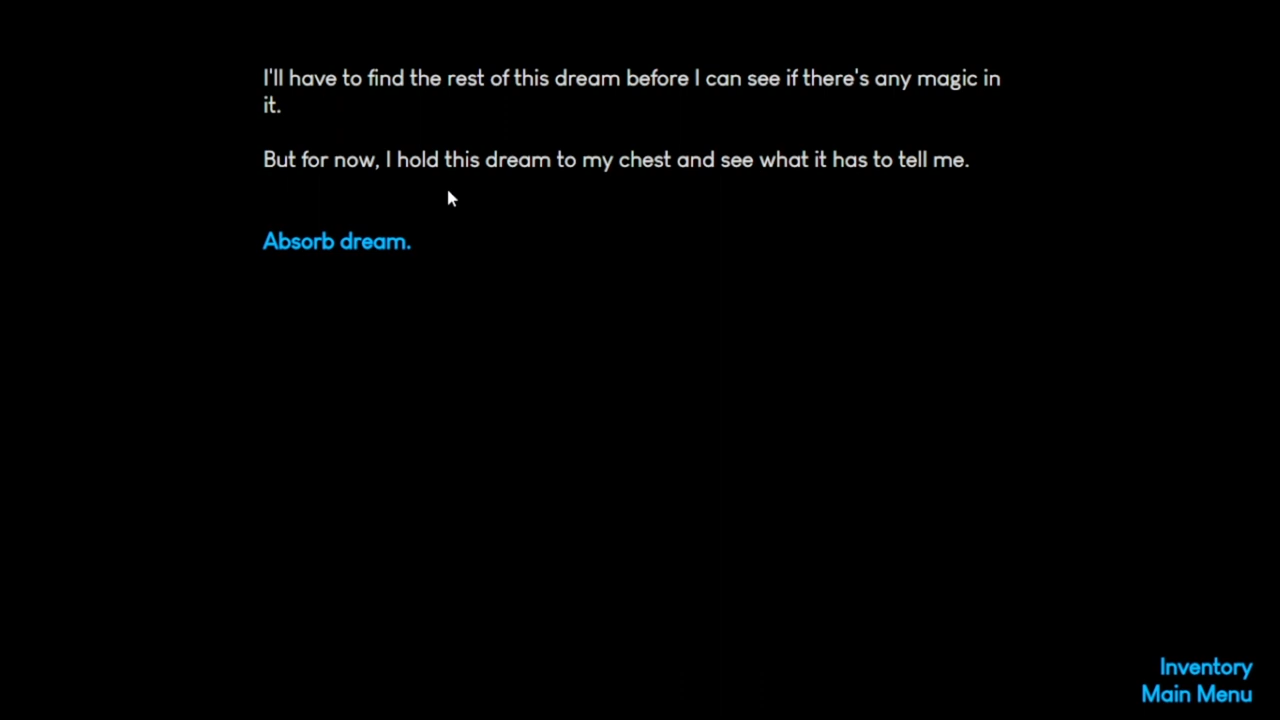 I'll have to find the rest of this dream before I can see if there's any magic in
it.
But for now, I hold this dream to my chest and see what it has to tell me.
Absorb dream.
Inventory
Main Menu